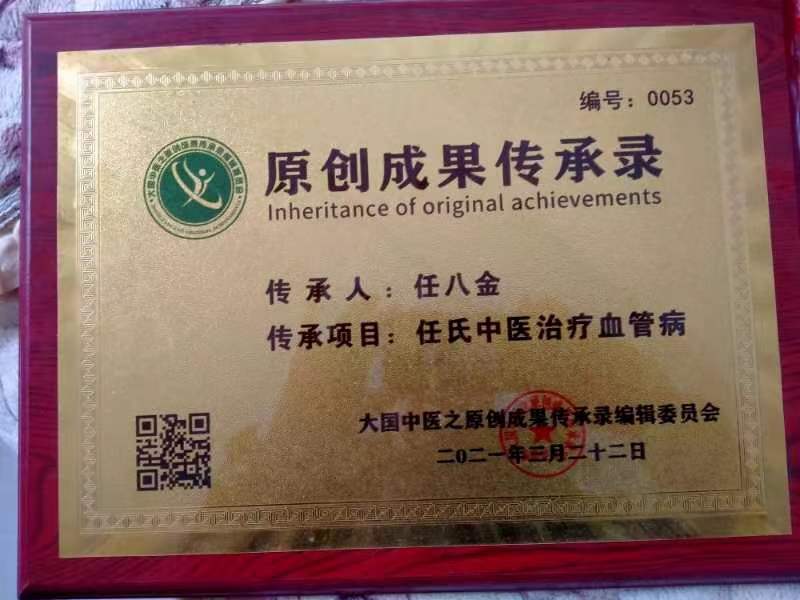 编号：0053
原创成果传承录
Inheritance of original achievements
传 承 人 ：任八金
传承项目：任氏中医治疗血管病
大国中医之原创成果传承录编辑委员会
二〇二一年三月二十二日